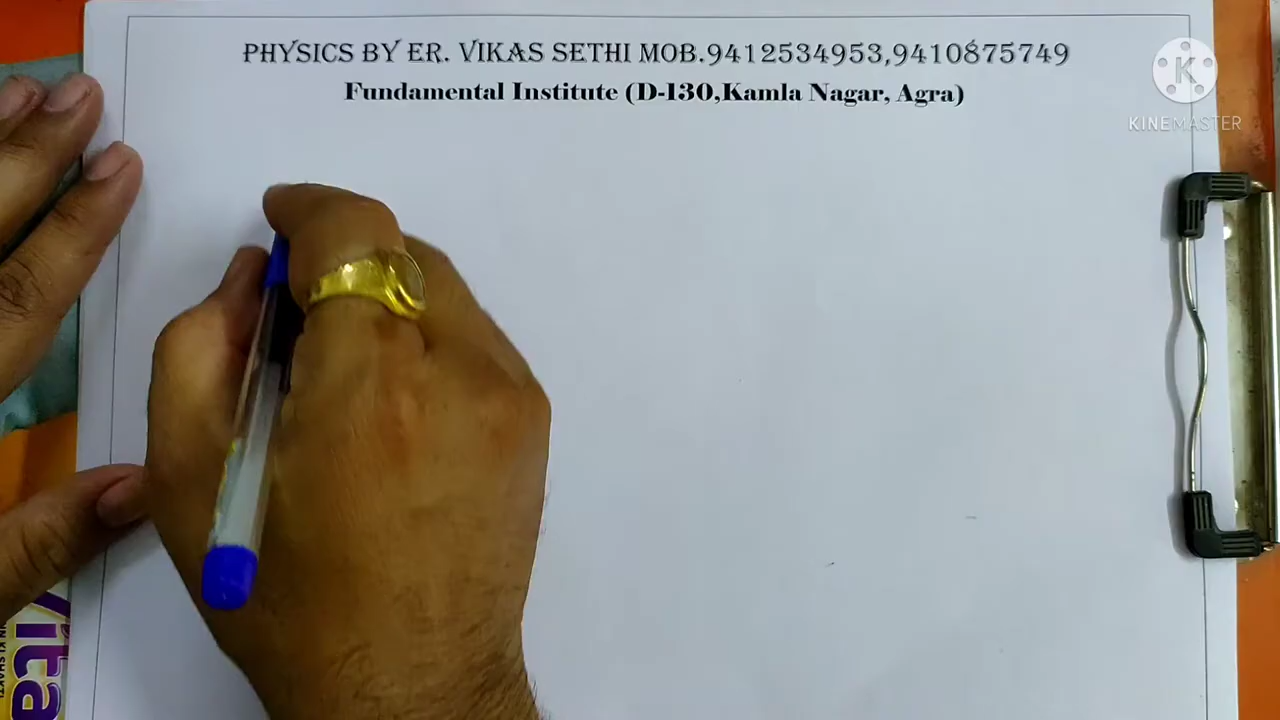 PHYSICS BY ER. VIKAS SETHI MOB.9412534953,9410875749
Fundamental Institute (D-130,Kamla Nagar, Agra)
K
KINEMASTER